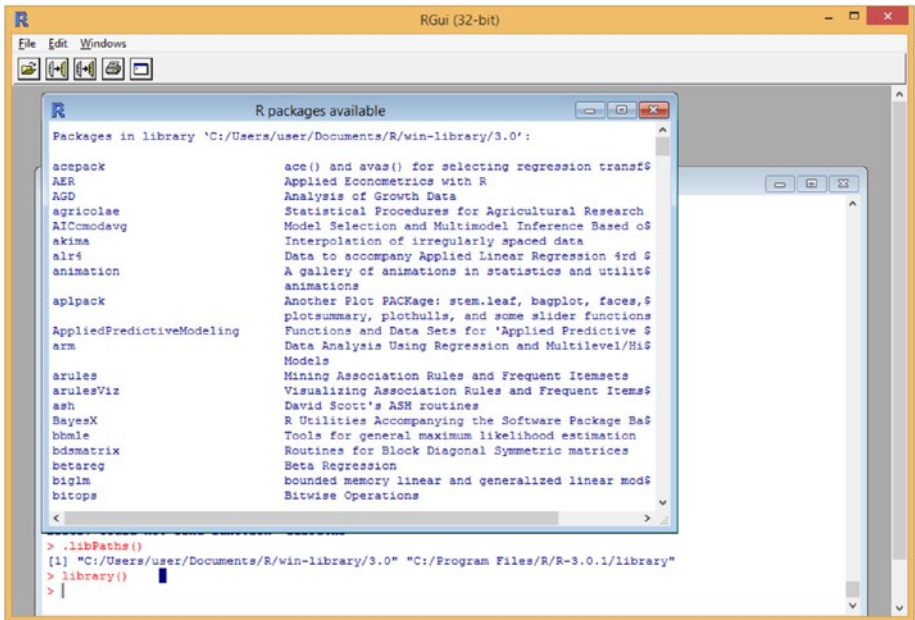 RGui (32-bit)
File Edit Windows
R packages available
Packages in library ‘C:/Users/user/Documents/R/win-library/3.0’:
acepack ace() and avas() for selecting regression transf$
AER Applied Econometrics with R
AGD Analysis of Growth Data
agricolae Statistical Procedures for Agricultural Research
AICcmodavg Model Selection and Multimodel Inference Based o$
akima Interpolation of irregularly spaced data
alr4 Data to accompany Applied Linear Regression 4rd $
animation A gallery of animations in statistics and utilit$
animations
aplpack Another Plot PACKage: stem.leaf, bagplot, faces,$
plotsummary, plothulls, and some slider functions
AppliedPredictiveModeling Functions and Data Sets for 'Applied Predictive $
arm Data Analysis Using Regression and Multilevel/Hi$
Models
arules Mining Association Rules and Frequent Itemsets
arulesViz Visualizing Association Rules and Frequent Items$
ash David Scott's ASH routines
BayesX R Utilities Accompanying the Software Package Ba$
bbmle Tools for general maximum likelihood estimation
bdsmatrix Routines for Block Diagonal Symmetric matrices
betareg Beta Regression
biglm bounded memory linear and generalized linear mod$
bitops Bitwise Operations
> .libPaths()
[1] "C:/Users/user/Documents/R/win-library/3.0" "C:/Program Files/R/R-3.0.1/library"
> library()
>